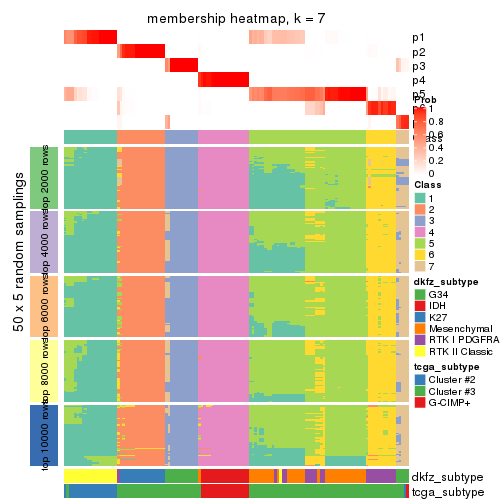 membership heatmap, k = 7
p1
p2
p3
p4
Prob
1
0.8
0.6
0.4
0.2
0
Class
1
2
3
4
5
6
7
dkfz_subtype
G34
IDH
K27
Mesenchymal
RTK I PDGFRA
RTK II Classic
tcga_subtype
Cluster #2
Cluster #3
G-CIMP+
50 x 5 random samplings
top 2000 rows
top 4000 rows
top 6000 rows
top 8000 rows
top 10000 rows
dkfz_subtype
tcga_subtype